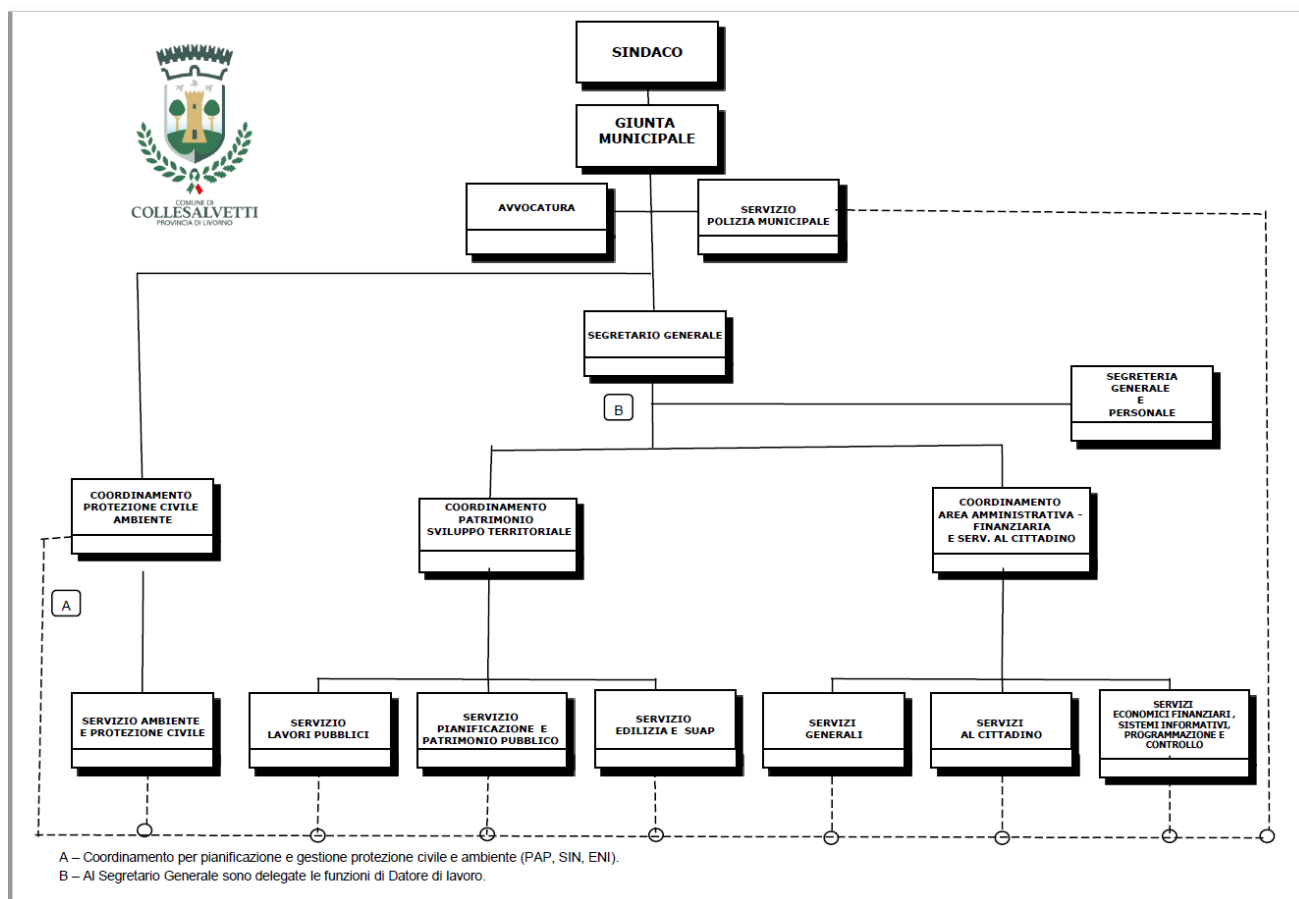 SINDACO
GIUNTA
MUNICIPALE
COMUNE DI
COLLESALVETTI
PROVINCIA DI LIVORNO
AVVOCATURA
SERVIZIO
POLIZIA MUNICIPALE
SEGRETARIO GENERALE
B
SEGRETERIA
GENERALE
E
PERSONALE
COORDINAMENTO
PROTEZIONE CIVILE
AMBIENTE
COORDINAMENTO
PATRIMONIO
SVILUPPO TERRITORIALE
COORDINAMENTO
AREA AMMINISTRATIVA -
FINANZIARIA
E SERV. AL CITTADINO
A
SERVIZIO AMBIENTE
E PROTEZIONE CIVILE
SERVIZIO
LAVORI PUBBLICI
SERVIZIO
PIANIFICAZIONE E
PATRIMONIO PUBBLICO
SERVIZIO
EDILIZIA E SUAP
SERVIZI
GENERALI
SERVIZI
AL CITTADINO
SERVIZI
ECONOMICI FINANZIARI,
SISTEMI INFORMATIVI,
PROGRAMMAZIONE E
CONTROLLO
A – Coordinamento per pianificazione e gestione protezione civile e ambiente (PAP, SIN, ENI).
B – Al Segretario Generale sono delegate le funzioni di Datore di lavoro.